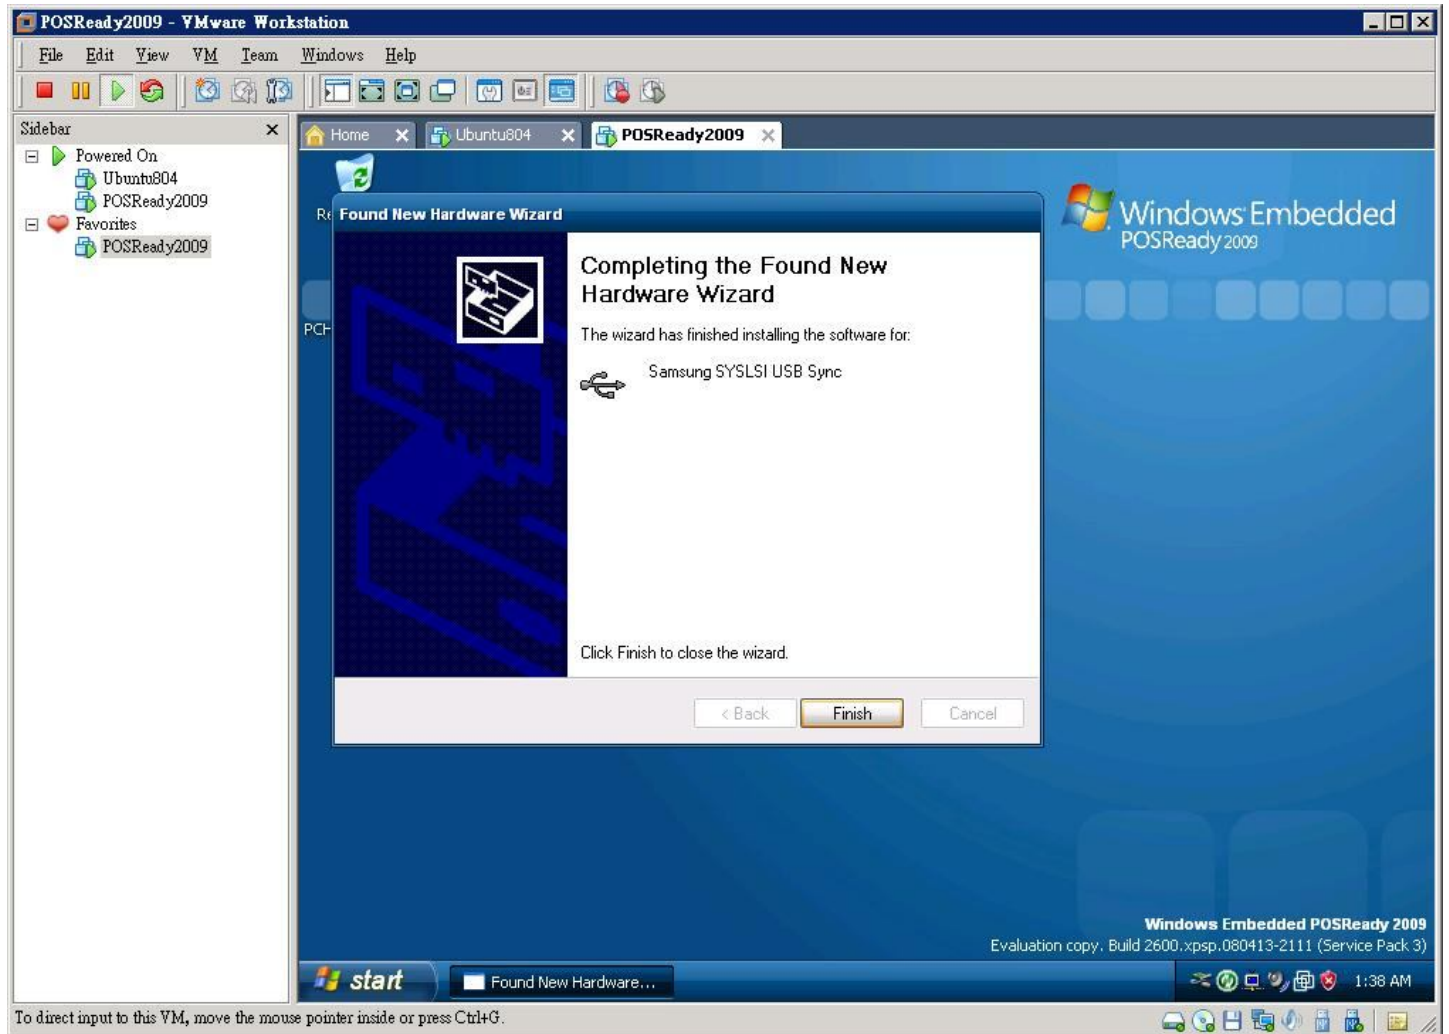 POSReady2009 - VMware Workstation
File Edit View VM Team Windows Help
Sidebar
Powered On
Ubuntu804
POSReady2009
Favorites
POSReady2009
Home Ubuntu804 POSReady2009
Windows Embedded
POSReady 2009
Found New Hardware Wizard
Completing the Found New
Hardware Wizard
The wizard has finished installing the software for:
Samsung SYSLSI USB Sync
Click Finish to close the wizard.
< Back Finish Cancel
Windows Embedded POSReady 2009
Evaluation copy. Build 2600.xpsp.080413-2111 (Service Pack 3)
start Found New Hardware... 1:38 AM
To direct input to this VM, move the mouse pointer inside or press Ctrl+G.